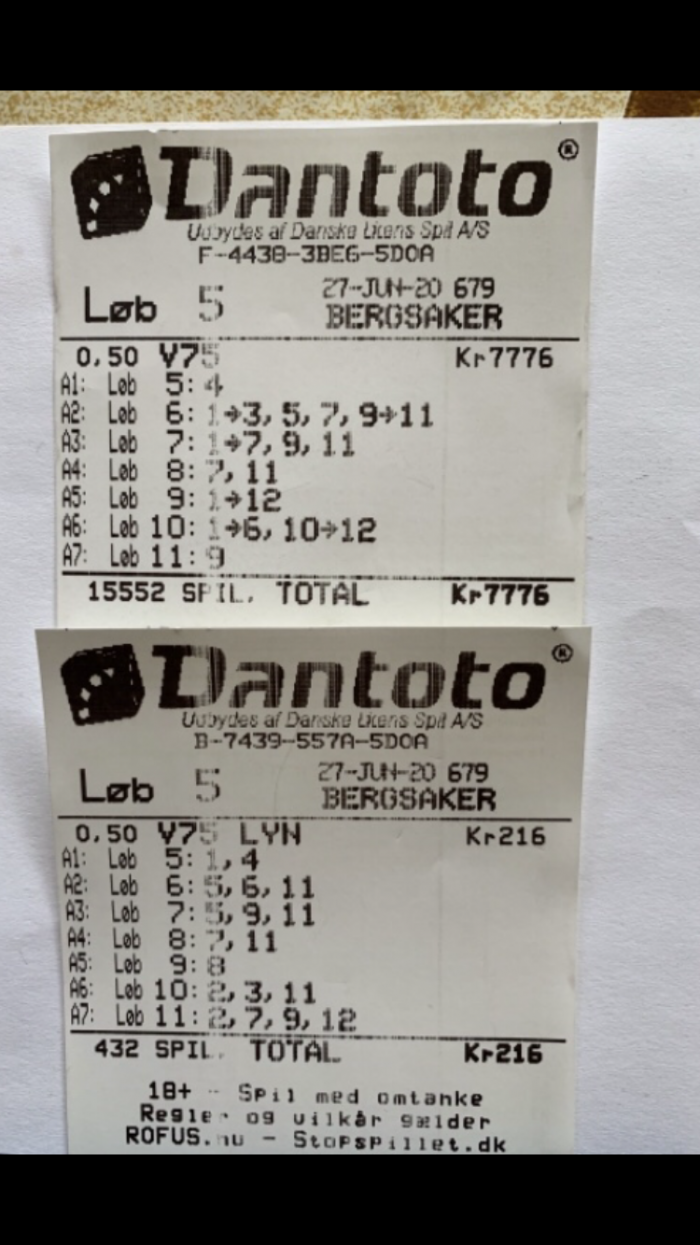 Dantoto®
Udbydes af Danske Licens Spil A/S
F-4438-3BE6-5D0A
Løb 5 27-JUN-20 679
BERGSAKER
0,50 V75 Kr7776
A1: Løb 5: 4
A2: Løb 6: 1→3, 5, 7, 9→11
A3: Løb 7: 1→7, 9, 11
A4: Løb 8: 7, 11
A5: Løb 9: 1→12
A6: Løb 10: 1→6, 10→12
A7: Løb 11: 9
15552 SPIL. TOTAL Kr7776
Dantoto®
Udbydes af Danske Licens Spil A/S
B-7439-557A-5D0A
Løb 5 27-JUN-20 679
BERGSAKER
0,50 V75 LYN Kr216
A1: Løb 5: 1, 4
A2: Løb 6: 5, 6, 11
A3: Løb 7: 5, 9, 11
A4: Løb 8: 7, 11
A5: Løb 9: 8
A6: Løb 10: 2, 3, 11
A7: Løb 11: 2, 7, 9, 12
432 SPIL. TOTAL Kr216
18+ - Spil med omtanke
Regler og vilkår gælder
ROFUS.nu - Stopspillet.dk